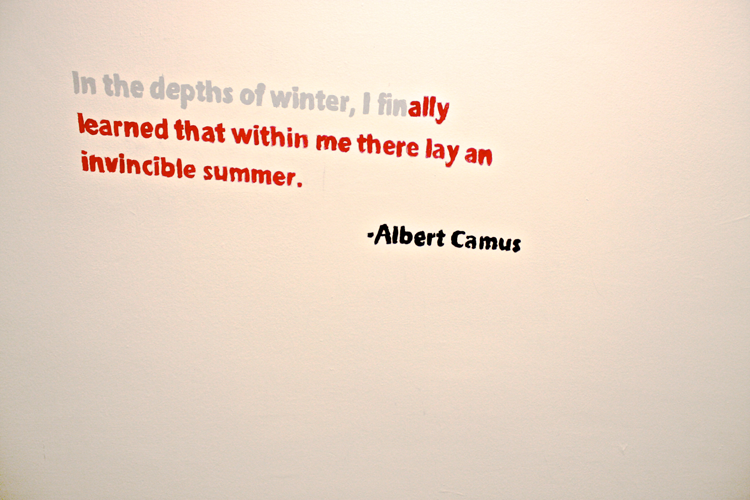 In the depths of winter, I finally
learned that within me there lay an
invincible summer.
-Albert Camus